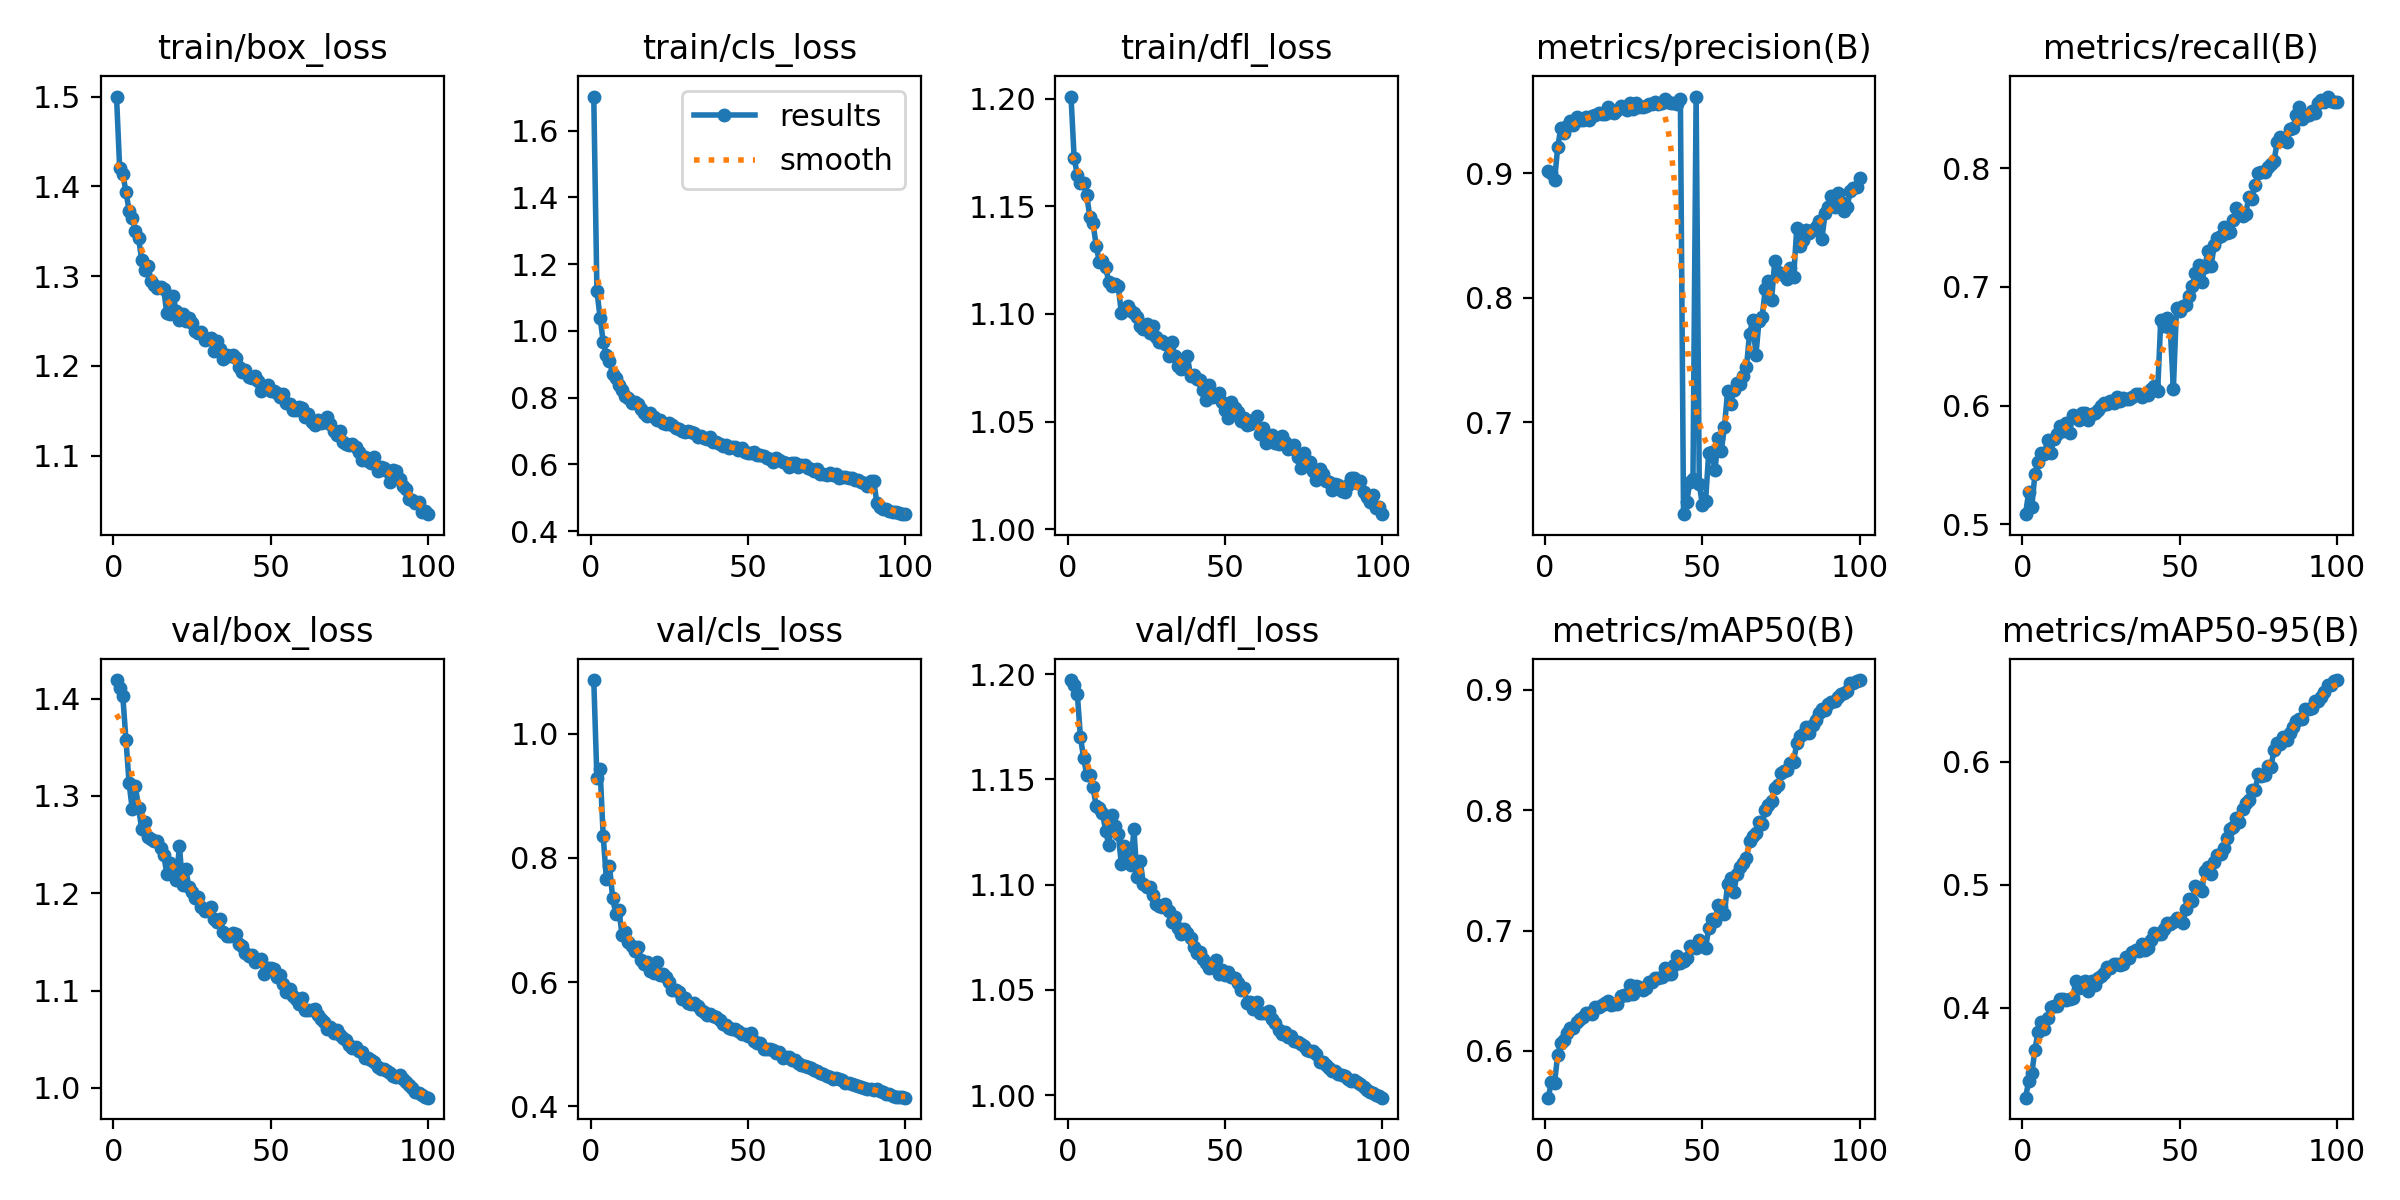 train/box_loss
1.5
1.4
1.3
1.2
1.1
0 50 100
train/cls_loss
results
smooth
1.6
1.4
1.2
1.0
0.8
0.6
0.4
0 50 100
train/dfl_loss
1.20
1.15
1.10
1.05
1.00
0 50 100
metrics/precision(B)
0.9
0.8
0.7
0 50 100
metrics/recall(B)
0.8
0.7
0.6
0.5
0 50 100
val/box_loss
1.4
1.3
1.2
1.1
1.0
0 50 100
val/cls_loss
1.0
0.8
0.6
0.4
0 50 100
val/dfl_loss
1.20
1.15
1.10
1.05
1.00
0 50 100
metrics/mAP50(B)
0.9
0.8
0.7
0.6
0 50 100
metrics/mAP50-95(B)
0.6
0.5
0.4
0 50 100